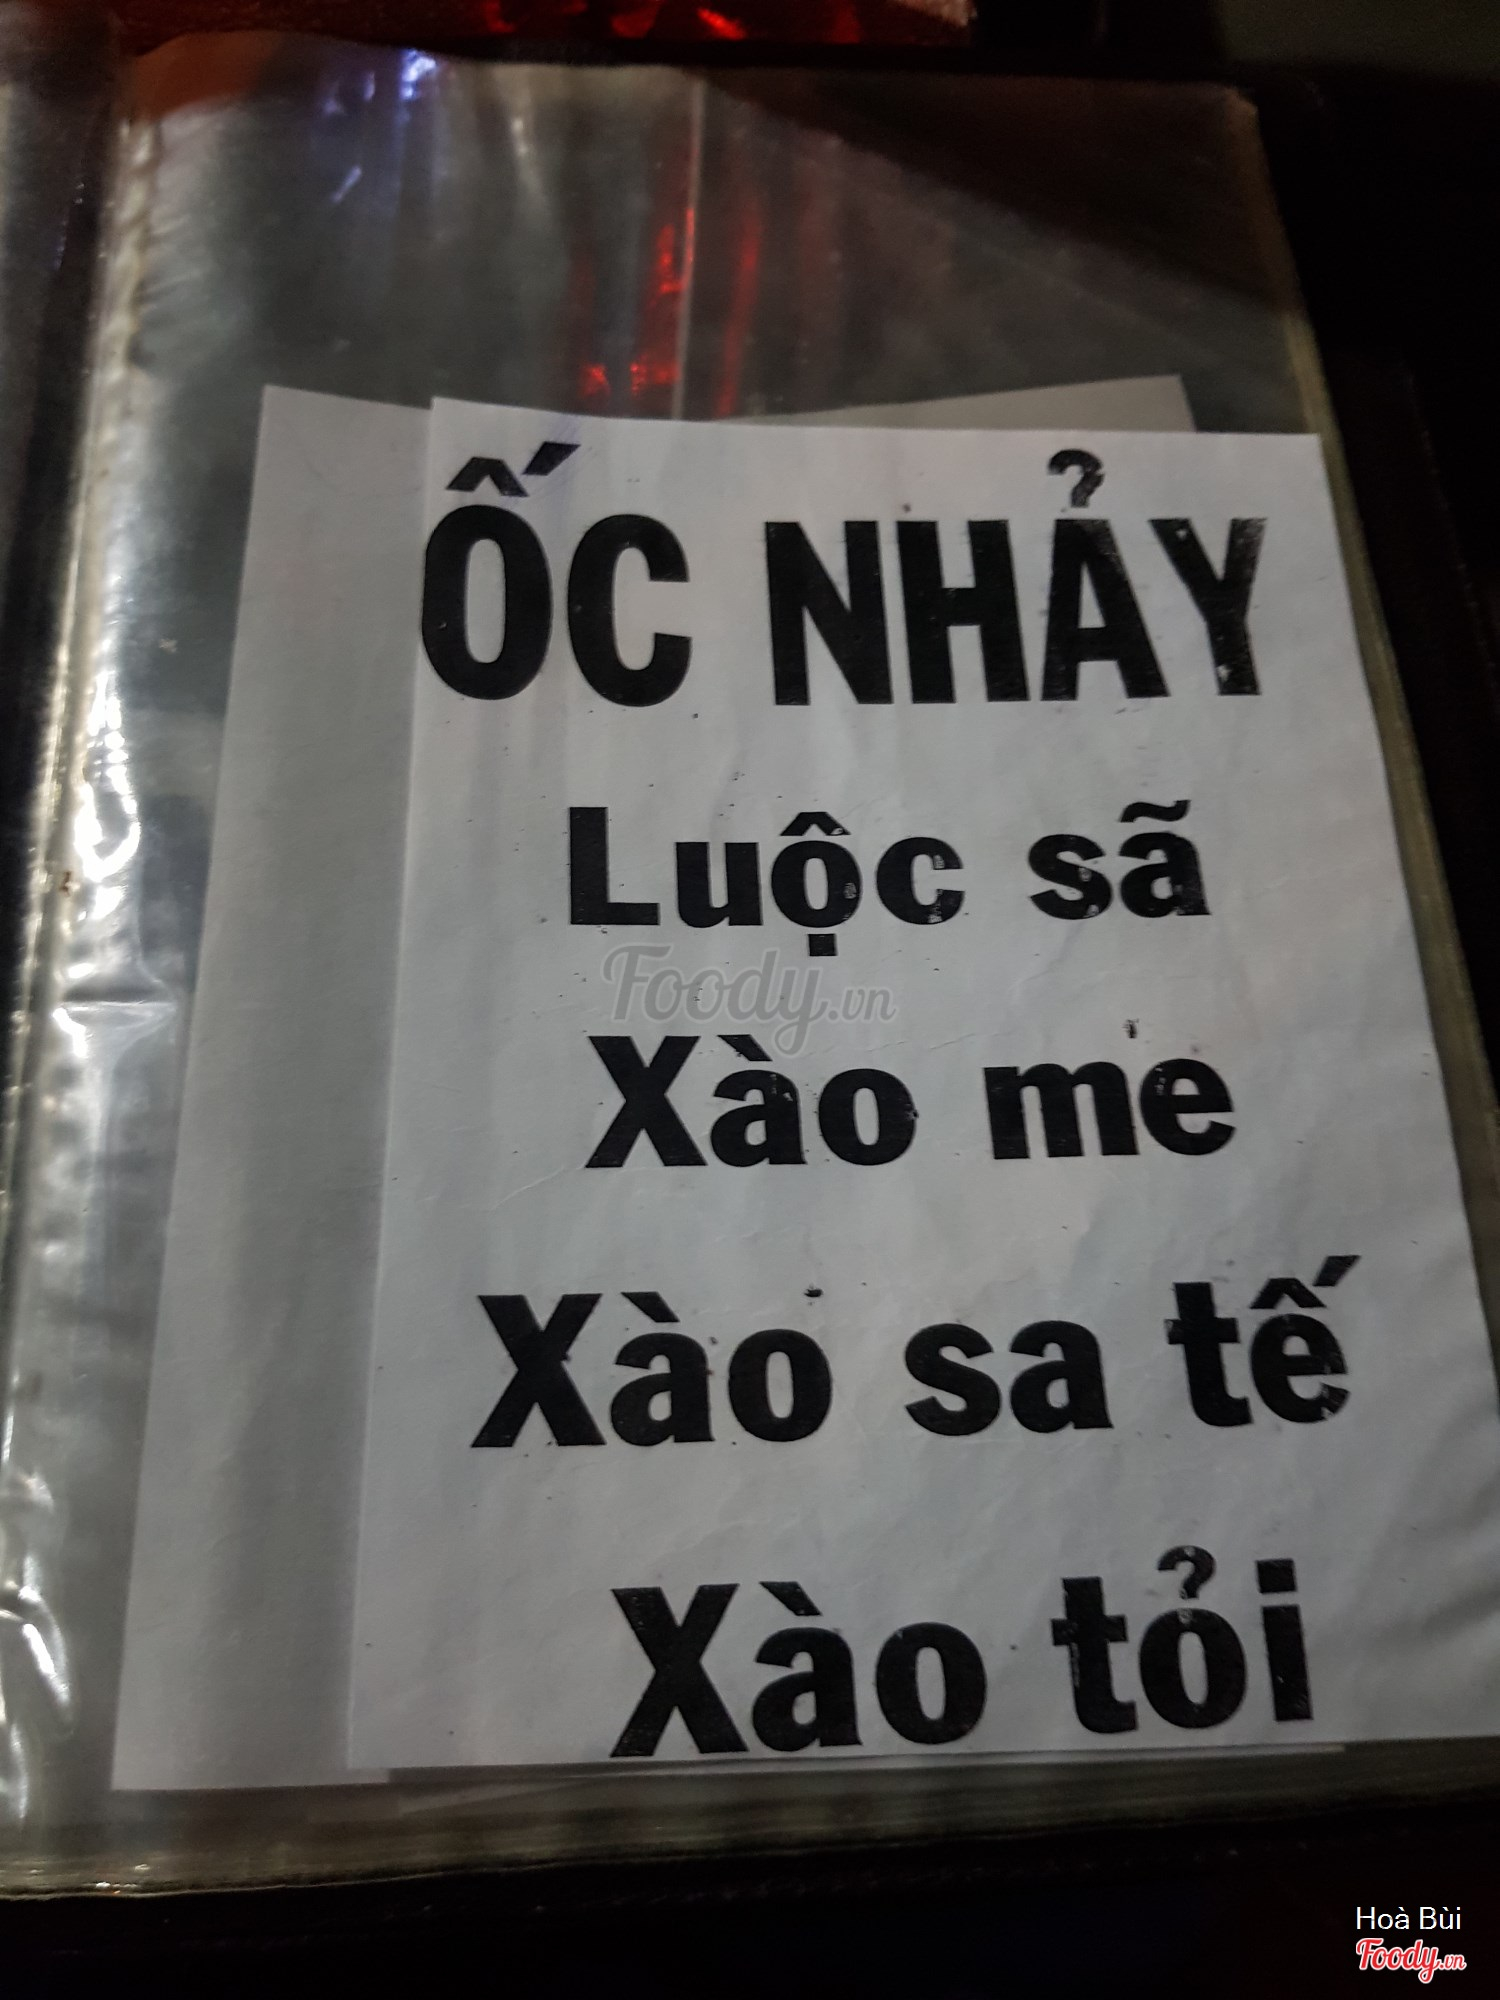 ỐC NHẢY
Luộc sã
Foody.vn
Xào me
Xào sa tế
Xào tỏi
Hoà Bùi
Foody.vn